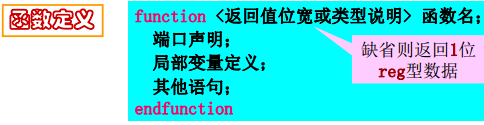 函数定义
function <返回值位宽或类型说明> 函数名;
端口声明;
局部变量定义;
其他语句;
endfunction
缺省则返回1位
reg型数据